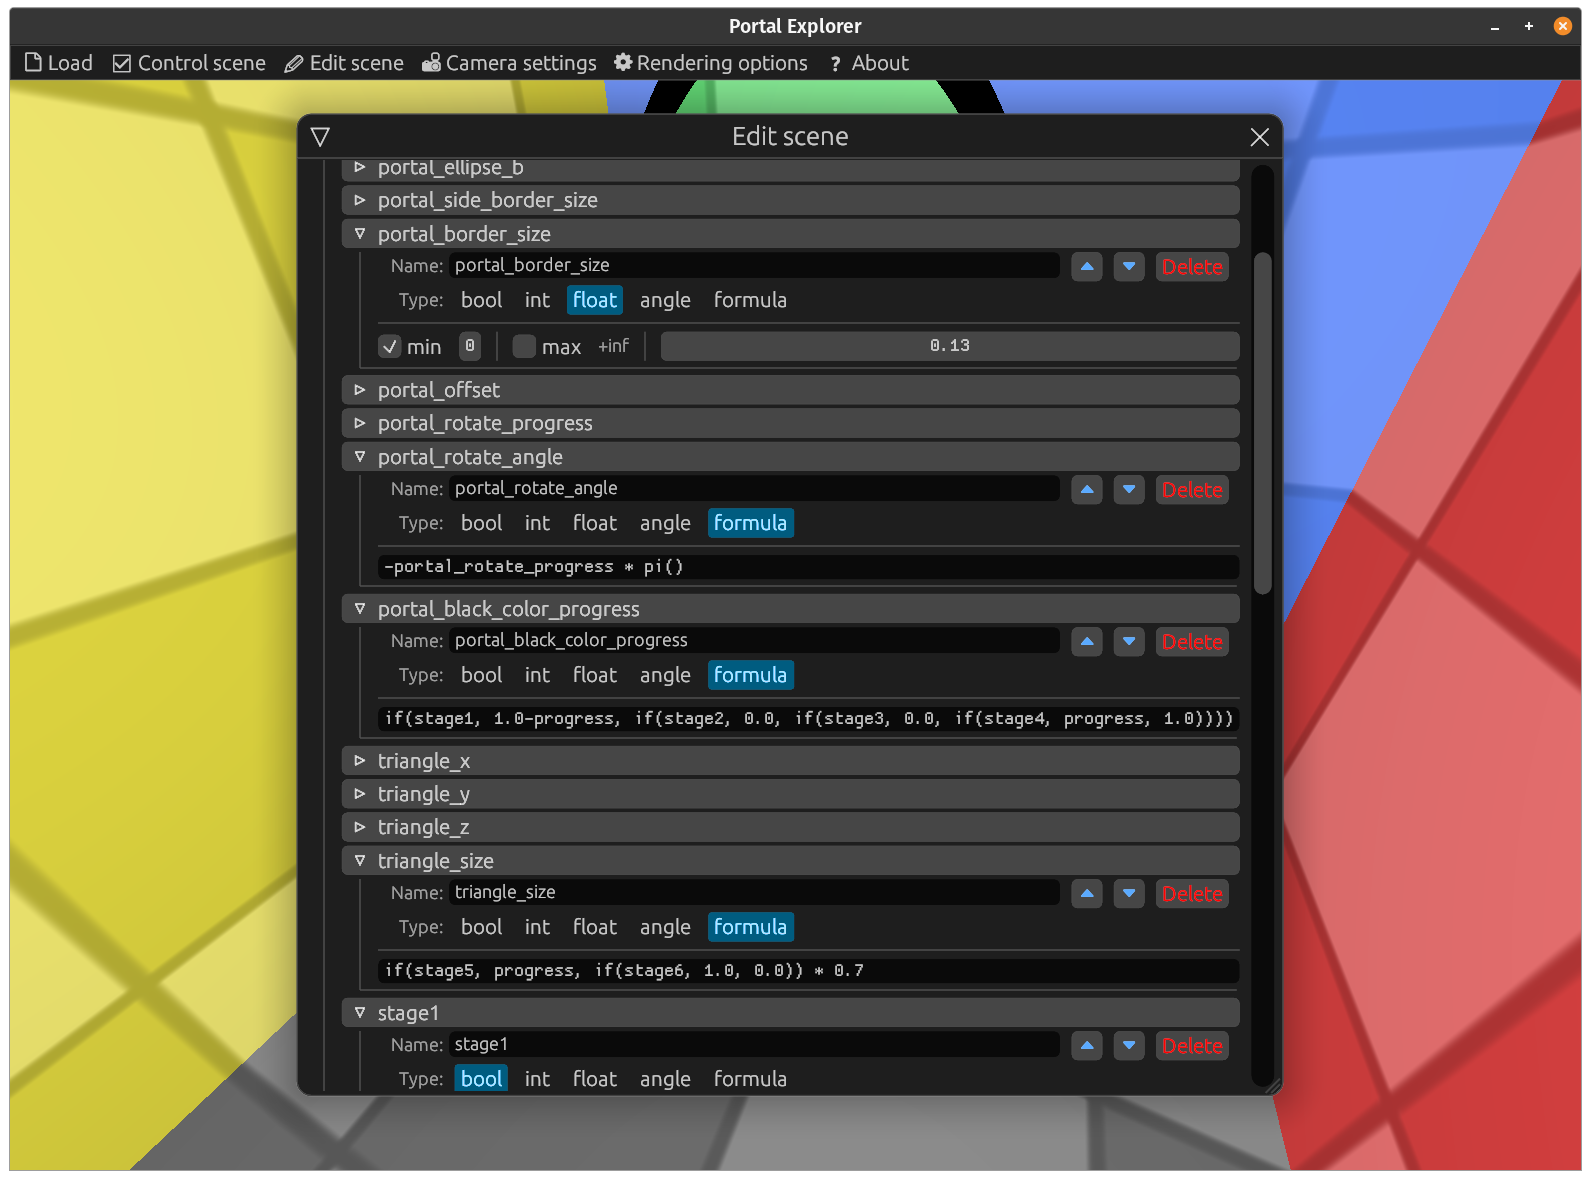 Portal Explorer
Load Control scene Edit scene Camera settings Rendering options ? About
Edit scene
portal_ellipse_b
portal_side_border_size
portal_border_size
Name: portal_border_size Delete
Type: bool int float angle formula
min 0 max +inf 0.13
portal_offset
portal_rotate_progress
portal_rotate_angle
Name: portal_rotate_angle Delete
Type: bool int float angle formula
-portal_rotate_progress * pi()
portal_black_color_progress
Name: portal_black_color_progress Delete
Type: bool int float angle formula
if(stage1, 1.0-progress, if(stage2, 0.0, if(stage3, 0.0, if(stage4, progress, 1.0))))
triangle_x
triangle_y
triangle_z
triangle_size
Name: triangle_size Delete
Type: bool int float angle formula
if(stage5, progress, if(stage6, 1.0, 0.0)) * 0.7
stage1
Name: stage1 Delete
Type: bool int float angle formula